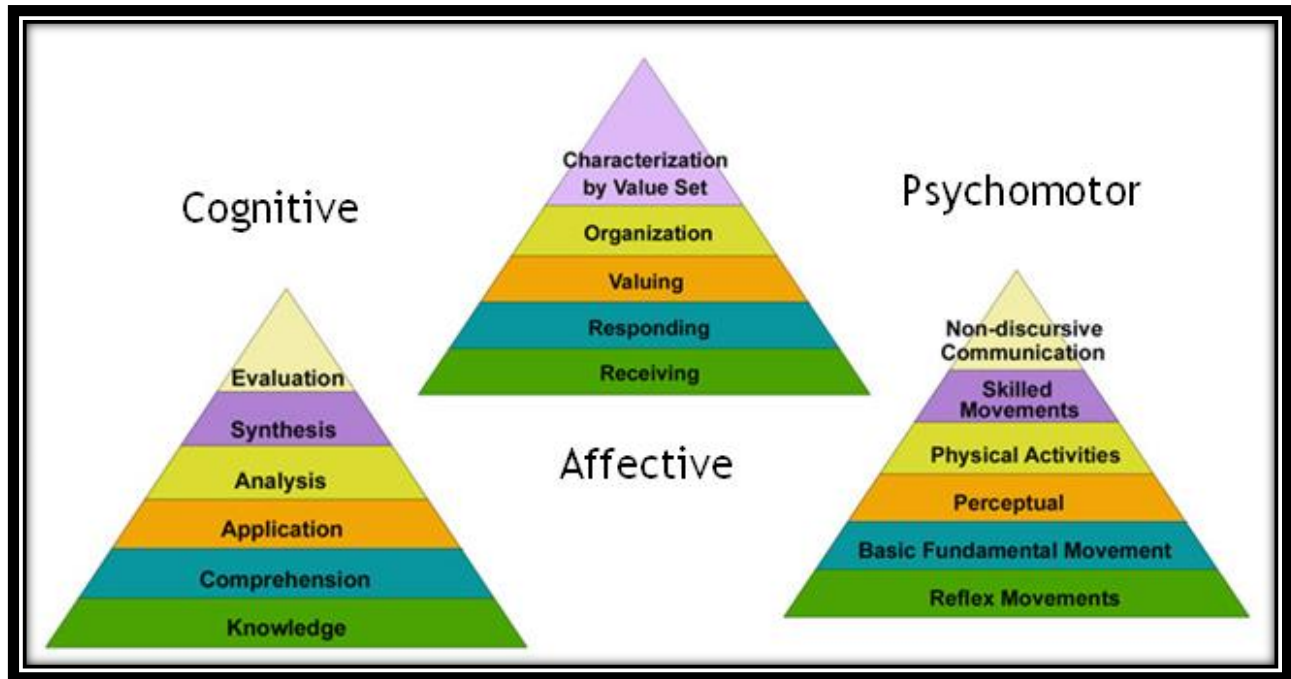 Cognitive
Evaluation
Synthesis
Analysis
Application
Comprehension
Knowledge
Characterization
by Value Set
Organization
Valuing
Responding
Receiving
Affective
Psychomotor
Non-discursive
Communication
Skilled
Movements
Physical Activities
Perceptual
Basic Fundamental Movement
Reflex Movements